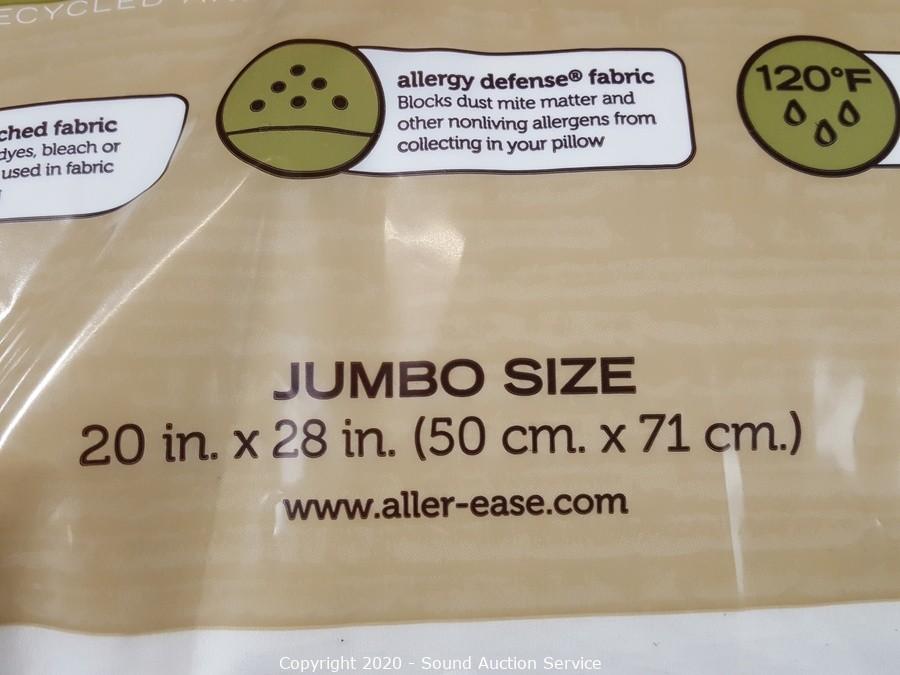 ECYCLED
ched fabric
dyes, bleach or
used in fabric
allergy defense® fabric
Blocks dust mite matter and
other nonliving allergens from
collecting in your pillow
120°F
JUMBO SIZE
20 in. x 28 in. (50 cm. x 71 cm.)
www.aller-ease.com
Copyright 2020 - Sound Auction Service